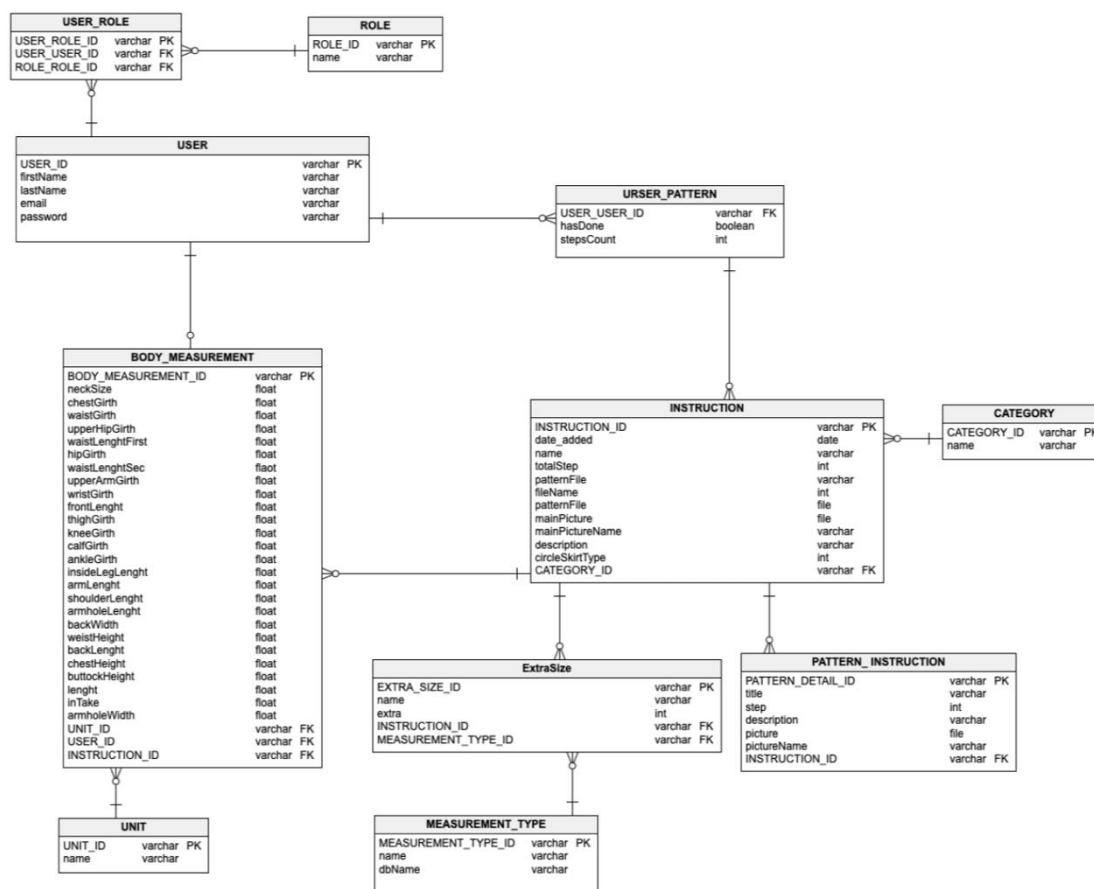 USER_ROLE
USER_ROLE_ID varchar PK
USER_USER_ID varchar FK
ROLE_ROLE_ID varchar FK
ROLE
ROLE_ID varchar PK
name varchar
USER
USER_ID varchar PK
firstName varchar
lastName varchar
email varchar
password varchar
URSER_PATTERN
USER_USER_ID varchar FK
hasDone boolean
stepsCount int
BODY_MEASUREMENT
BODY_MEASUREMENT_ID varchar PK
neckSize float
chestGirth float
waistGirth float
upperHipGirth float
waistLenghtFirst float
hipGirth float
waistLenghtSec flaot
upperArmGirth float
wristGirth float
frontLenght float
thighGirth float
kneeGirth float
calfGirth float
ankleGirth float
insideLegLenght float
armLenght float
shoulderLenght float
armholeLenght float
backWidth float
weistHeight float
backLenght float
chestHeight float
buttockHeight float
lenght float
inTake float
armholeWidth float
UNIT_ID varchar FK
USER_ID varchar FK
INSTRUCTION_ID varchar FK
INSTRUCTION
INSTRUCTION_ID varchar PK
date_added date
name varchar
totalStep int
patternFile varchar
fileName int
patternFile file
mainPicture file
mainPictureName varchar
description varchar
circleSkirtType int
CATEGORY_ID varchar FK
CATEGORY
CATEGORY_ID varchar PK
name varchar
ExtraSize
EXTRA_SIZE_ID varchar PK
name varchar
extra int
INSTRUCTION_ID varchar FK
MEASUREMENT_TYPE_ID varchar FK
PATTERN_INSTRUCTION
PATTERN_DETAIL_ID varchar PK
title varchar
step int
description varchar
picture file
pictureName varchar
INSTRUCTION_ID varchar FK
UNIT
UNIT_ID varchar PK
name varchar
MEASUREMENT_TYPE
MEASUREMENT_TYPE_ID varchar PK
name varchar
dbName varchar